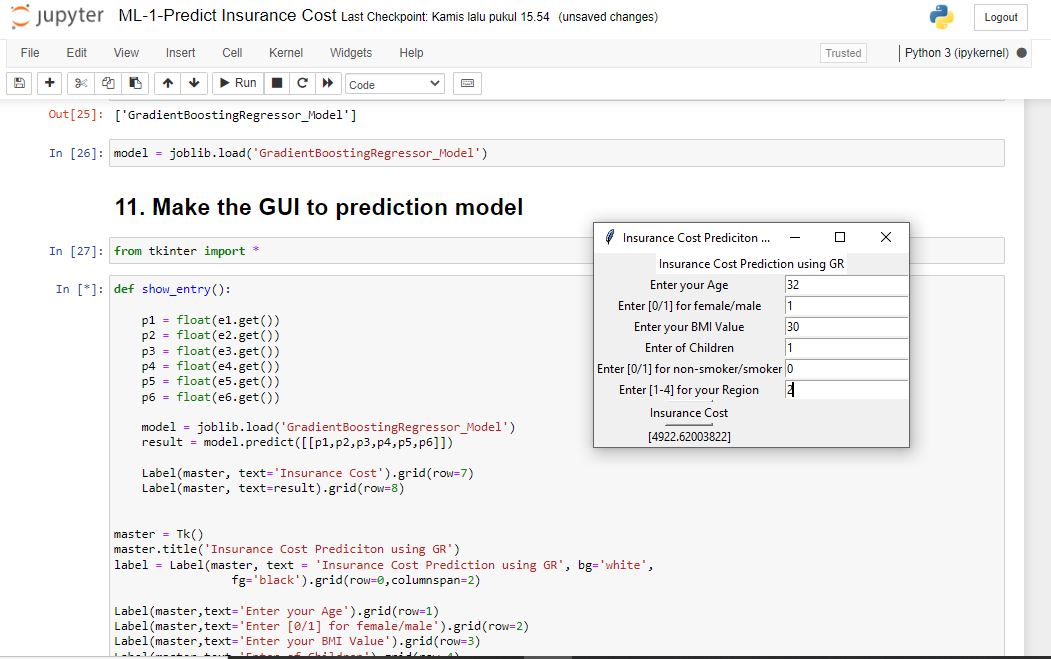 jupyter ML-1-Predict Insurance Cost Last Checkpoint: Kamis lalu pukul 15.54 (unsaved changes)
Logout
File Edit View Insert Cell Kernel Widgets Help
Trusted
Python 3 (ipykernel)
Run
Code
Out[25]: ['GradientBoostingRegressor_Model']
In [26]: model = joblib.load('GradientBoostingRegressor_Model')
11. Make the GUI to prediction model
In [27]: from tkinter import *
In [*]: def show_entry():
p1 = float(e1.get())
p2 = float(e2.get())
p3 = float(e3.get())
p4 = float(e4.get())
p5 = float(e5.get())
p6 = float(e6.get())
model = joblib.load('GradientBoostingRegressor_Model')
result = model.predict([[p1,p2,p3,p4,p5,p6]])
Label(master, text='Insurance Cost').grid(row=7)
Label(master, text=result).grid(row=8)
master = Tk()
master.title('Insurance Cost Prediciton using GR')
label = Label(master, text = 'Insurance Cost Prediction using GR', bg='white',
fg='black').grid(row=0,columnspan=2)
Label(master,text='Enter your Age').grid(row=1)
Label(master,text='Enter [0/1] for female/male').grid(row=2)
Label(master,text='Enter your BMI Value').grid(row=3)
Label(master,text='Enter of Children').grid(row=4)
Insurance Cost Prediciton ...
Insurance Cost Prediction using GR
Enter your Age 32
Enter [0/1] for female/male 1
Enter your BMI Value 30
Enter of Children 1
Enter [0/1] for non-smoker/smoker 0
Enter [1-4] for your Region 2
Insurance Cost
[4922.62003822]